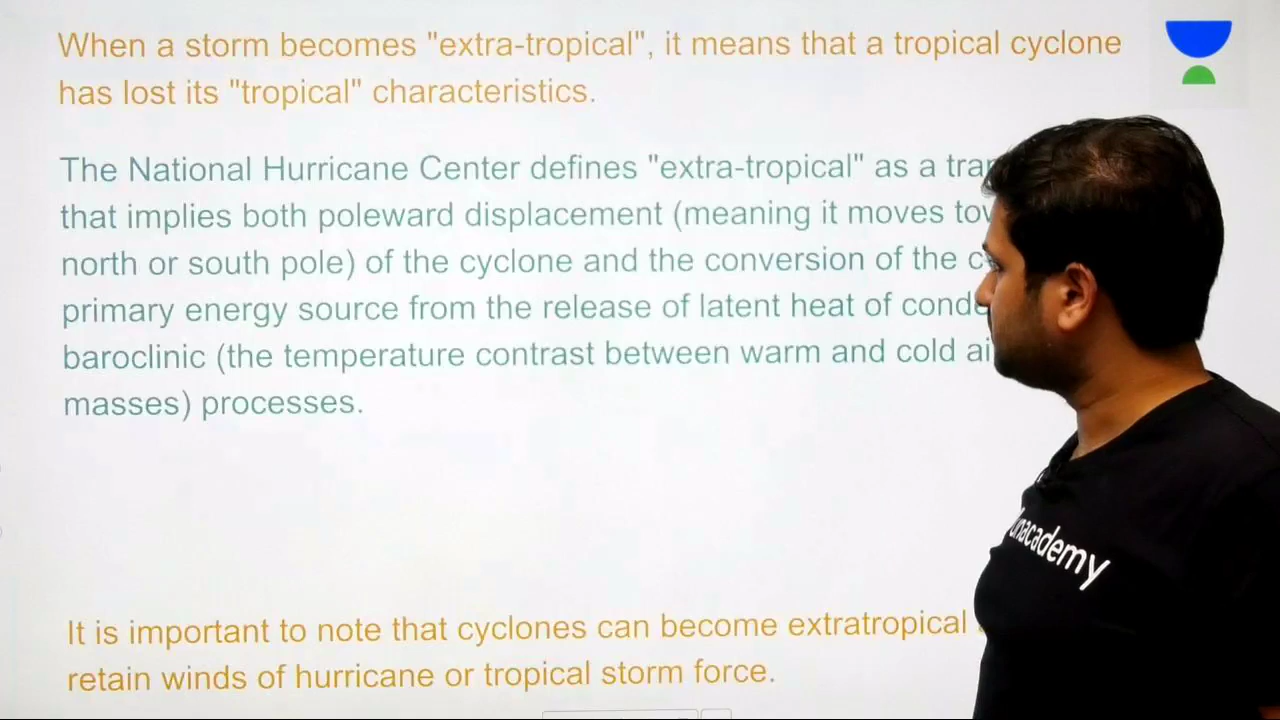 When a storm becomes "extra-tropical", it means that a tropical cyclone
has lost its "tropical" characteristics.
The National Hurricane Center defines "extra-tropical" as a
that implies both poleward displacement (meaning it moves
north or south pole) of the cyclone and the conversion of the
primary energy source from the release of latent heat of
baroclinic (the temperature contrast between warm and cold
masses) processes.
It is important to note that cyclones can become extratropical
retain winds of hurricane or tropical storm force.
unacademy